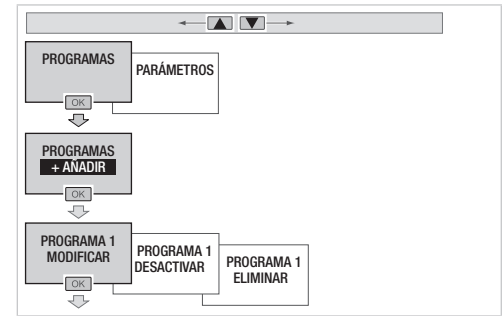 PROGRAMAS
PARÁMETROS
OK
PROGRAMAS
+ AÑADIR
OK
PROGRAMA 1
MODIFICAR
PROGRAMA 1
DESACTIVAR
PROGRAMA 1
ELIMINAR
OK